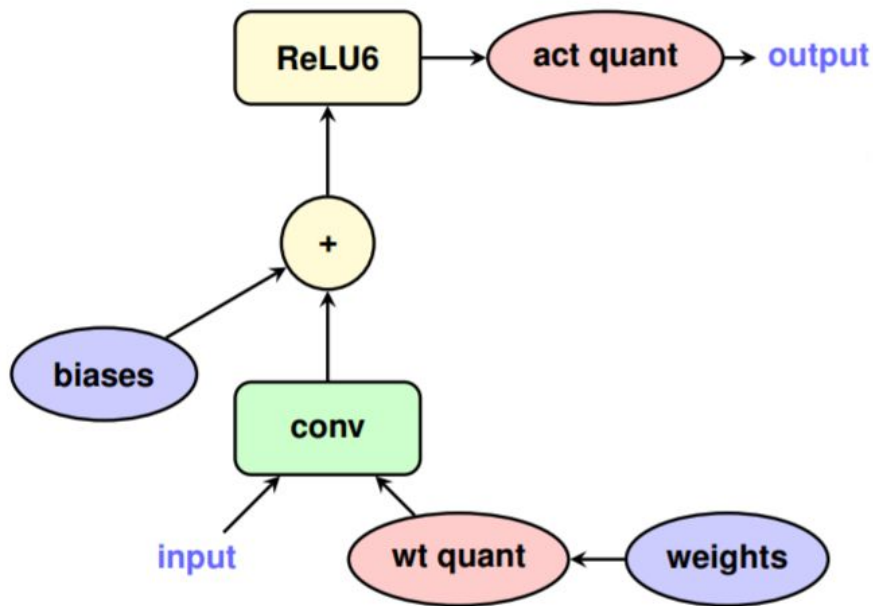 ReLU6
act quant
output
+
biases
conv
input
wt quant
weights